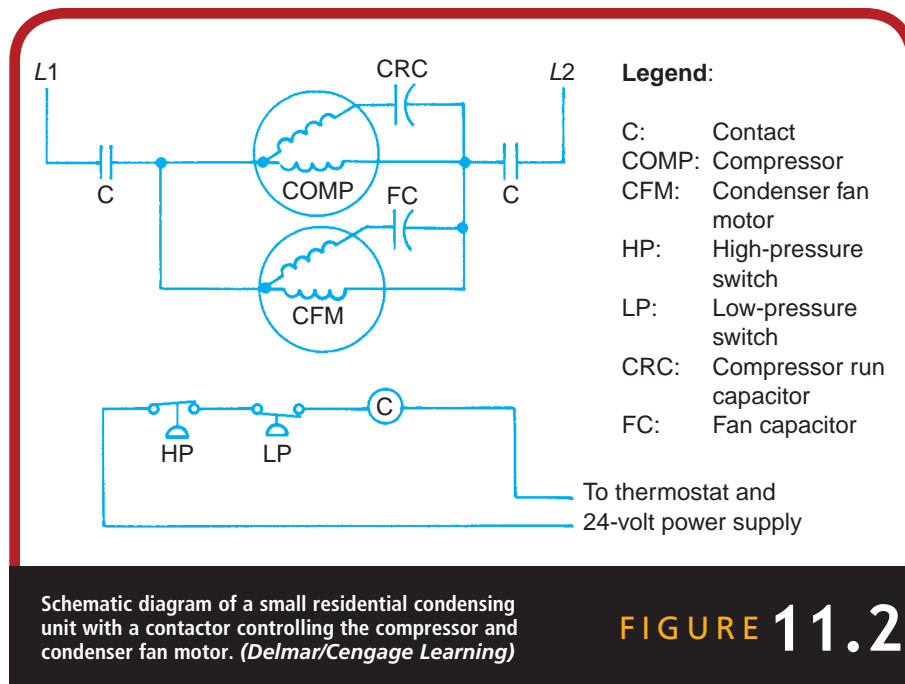 L1
CRC
L2
C
COMP
FC
C
CFM
HP
LP
C
To thermostat and
24-volt power supply
Legend:
C: Contact
COMP: Compressor
CFM: Condenser fan
motor
HP: High-pressure
switch
LP: Low-pressure
switch
CRC: Compressor run
capacitor
FC: Fan capacitor
Schematic diagram of a small residential condensing
unit with a contactor controlling the compressor and
condenser fan motor. (Delmar/Cengage Learning)
FIGURE 11.2